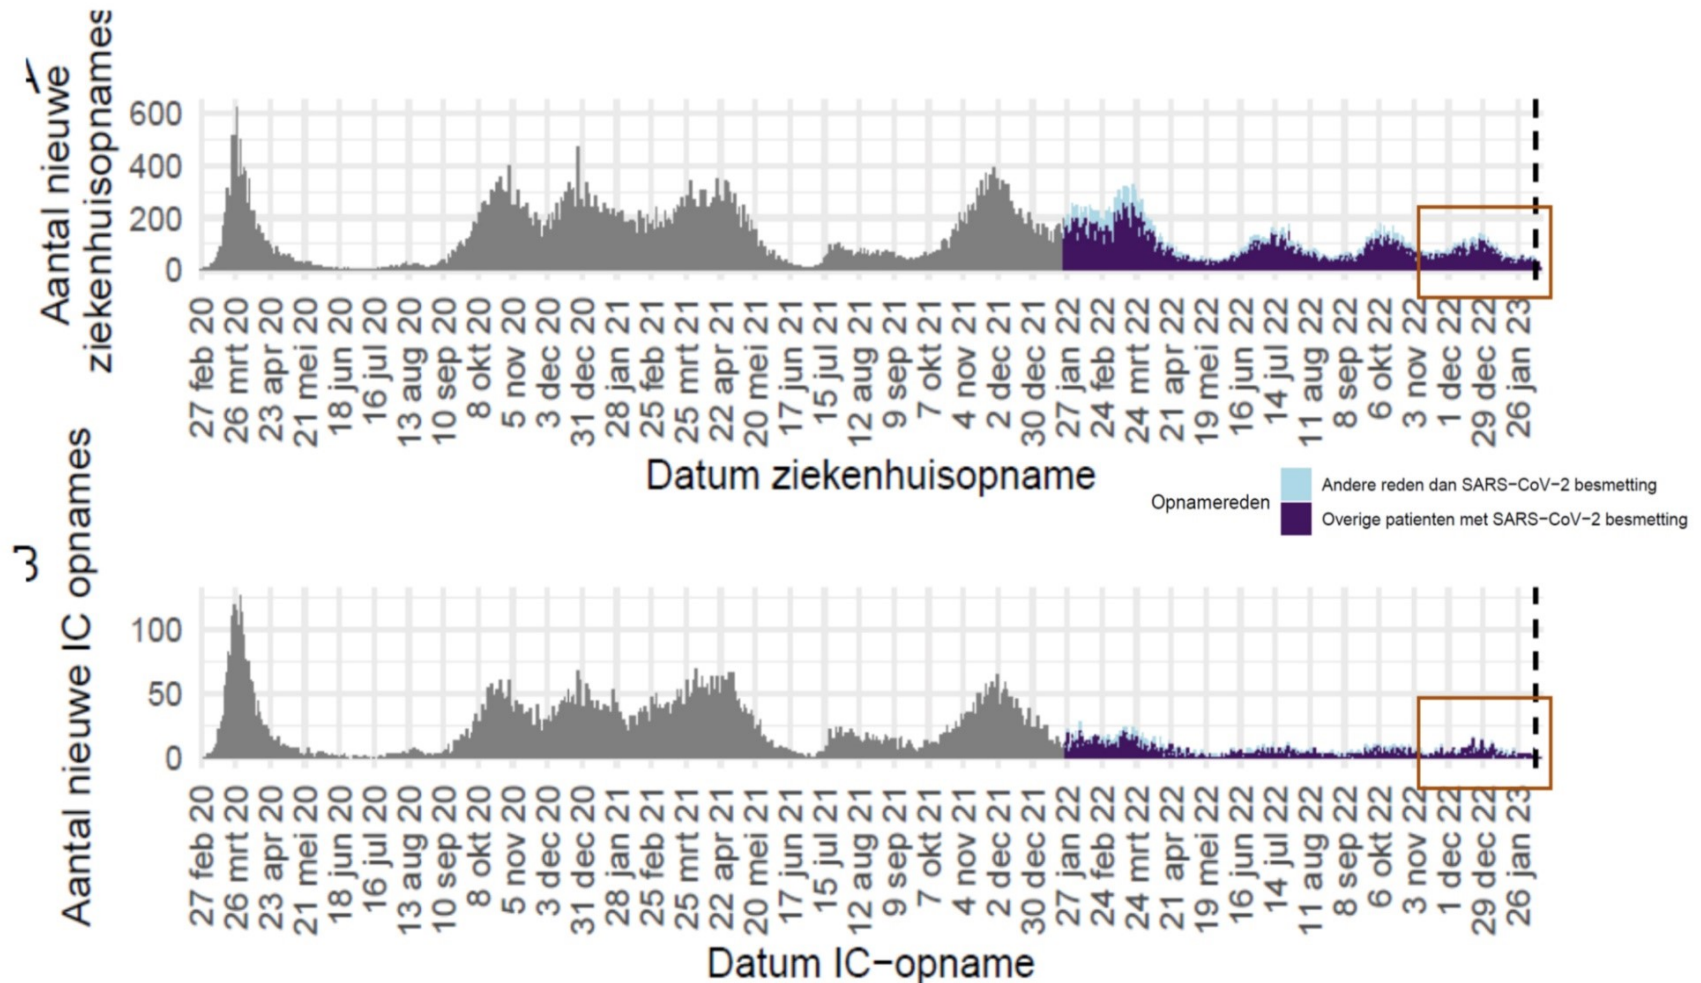 Aantal nieuwe
ziekenhuisopnames
600
400
200
0
27 feb 20
26 mrt 20
23 apr 20
21 mei 20
18 jun 20
16 jul 20
13 aug 20
10 sep 20
8 okt 20
5 nov 20
3 dec 20
31 dec 20
28 jan 21
25 feb 21
25 mrt 21
22 apr 21
20 mei 21
17 jun 21
15 jul 21
12 aug 21
9 sep 21
7 okt 21
4 nov 21
2 dec 21
30 dec 21
27 jan 22
24 feb 22
24 mrt 22
21 apr 22
19 mei 22
16 jun 22
14 jul 22
11 aug 22
8 sep 22
6 okt 22
3 nov 22
1 dec 22
29 dec 22
26 jan 23
Datum ziekenhuisopname
Opnamereden
Andere reden dan SARS−CoV−2 besmetting
Overige patienten met SARS−CoV−2 besmetting
Aantal nieuwe IC opnames
100
50
0
27 feb 20
26 mrt 20
23 apr 20
21 mei 20
18 jun 20
16 jul 20
13 aug 20
10 sep 20
8 okt 20
5 nov 20
3 dec 20
31 dec 20
28 jan 21
25 feb 21
25 mrt 21
22 apr 21
20 mei 21
17 jun 21
15 jul 21
12 aug 21
9 sep 21
7 okt 21
4 nov 21
2 dec 21
30 dec 21
27 jan 22
24 feb 22
24 mrt 22
21 apr 22
19 mei 22
16 jun 22
14 jul 22
11 aug 22
8 sep 22
6 okt 22
3 nov 22
1 dec 22
29 dec 22
26 jan 23
Datum IC−opname